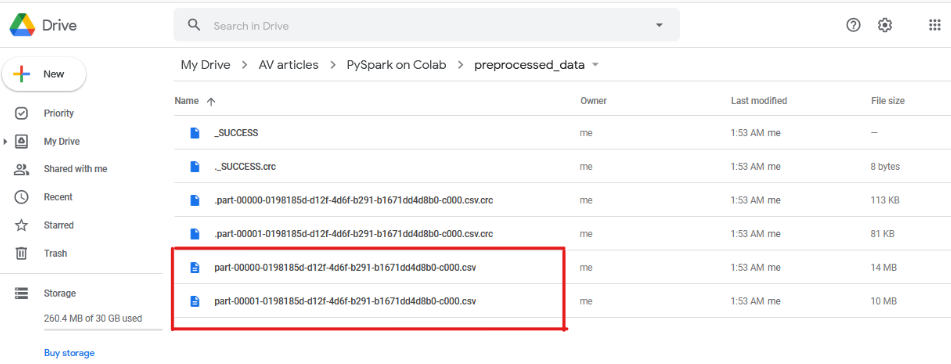 Drive
Search in Drive
New
My Drive > AV articles > PySpark on Colab > preprocessed_data
Name Owner Last modified File size
_SUCCESS me 1:53 AM me –
._SUCCESS.crc me 1:53 AM me 8 bytes
.part-00000-0198185d-d12f-4d6f-b291-b1671dd4d8b0-c000.csv.crc me 1:53 AM me 113 KB
.part-00001-0198185d-d12f-4d6f-b291-b1671dd4d8b0-c000.csv.crc me 1:53 AM me 81 KB
part-00000-0198185d-d12f-4d6f-b291-b1671dd4d8b0-c000.csv me 1:53 AM me 14 MB
part-00001-0198185d-d12f-4d6f-b291-b1671dd4d8b0-c000.csv me 1:53 AM me 10 MB
Priority
My Drive
Shared with me
Recent
Starred
Trash
Storage
260.4 MB of 30 GB used
Buy storage